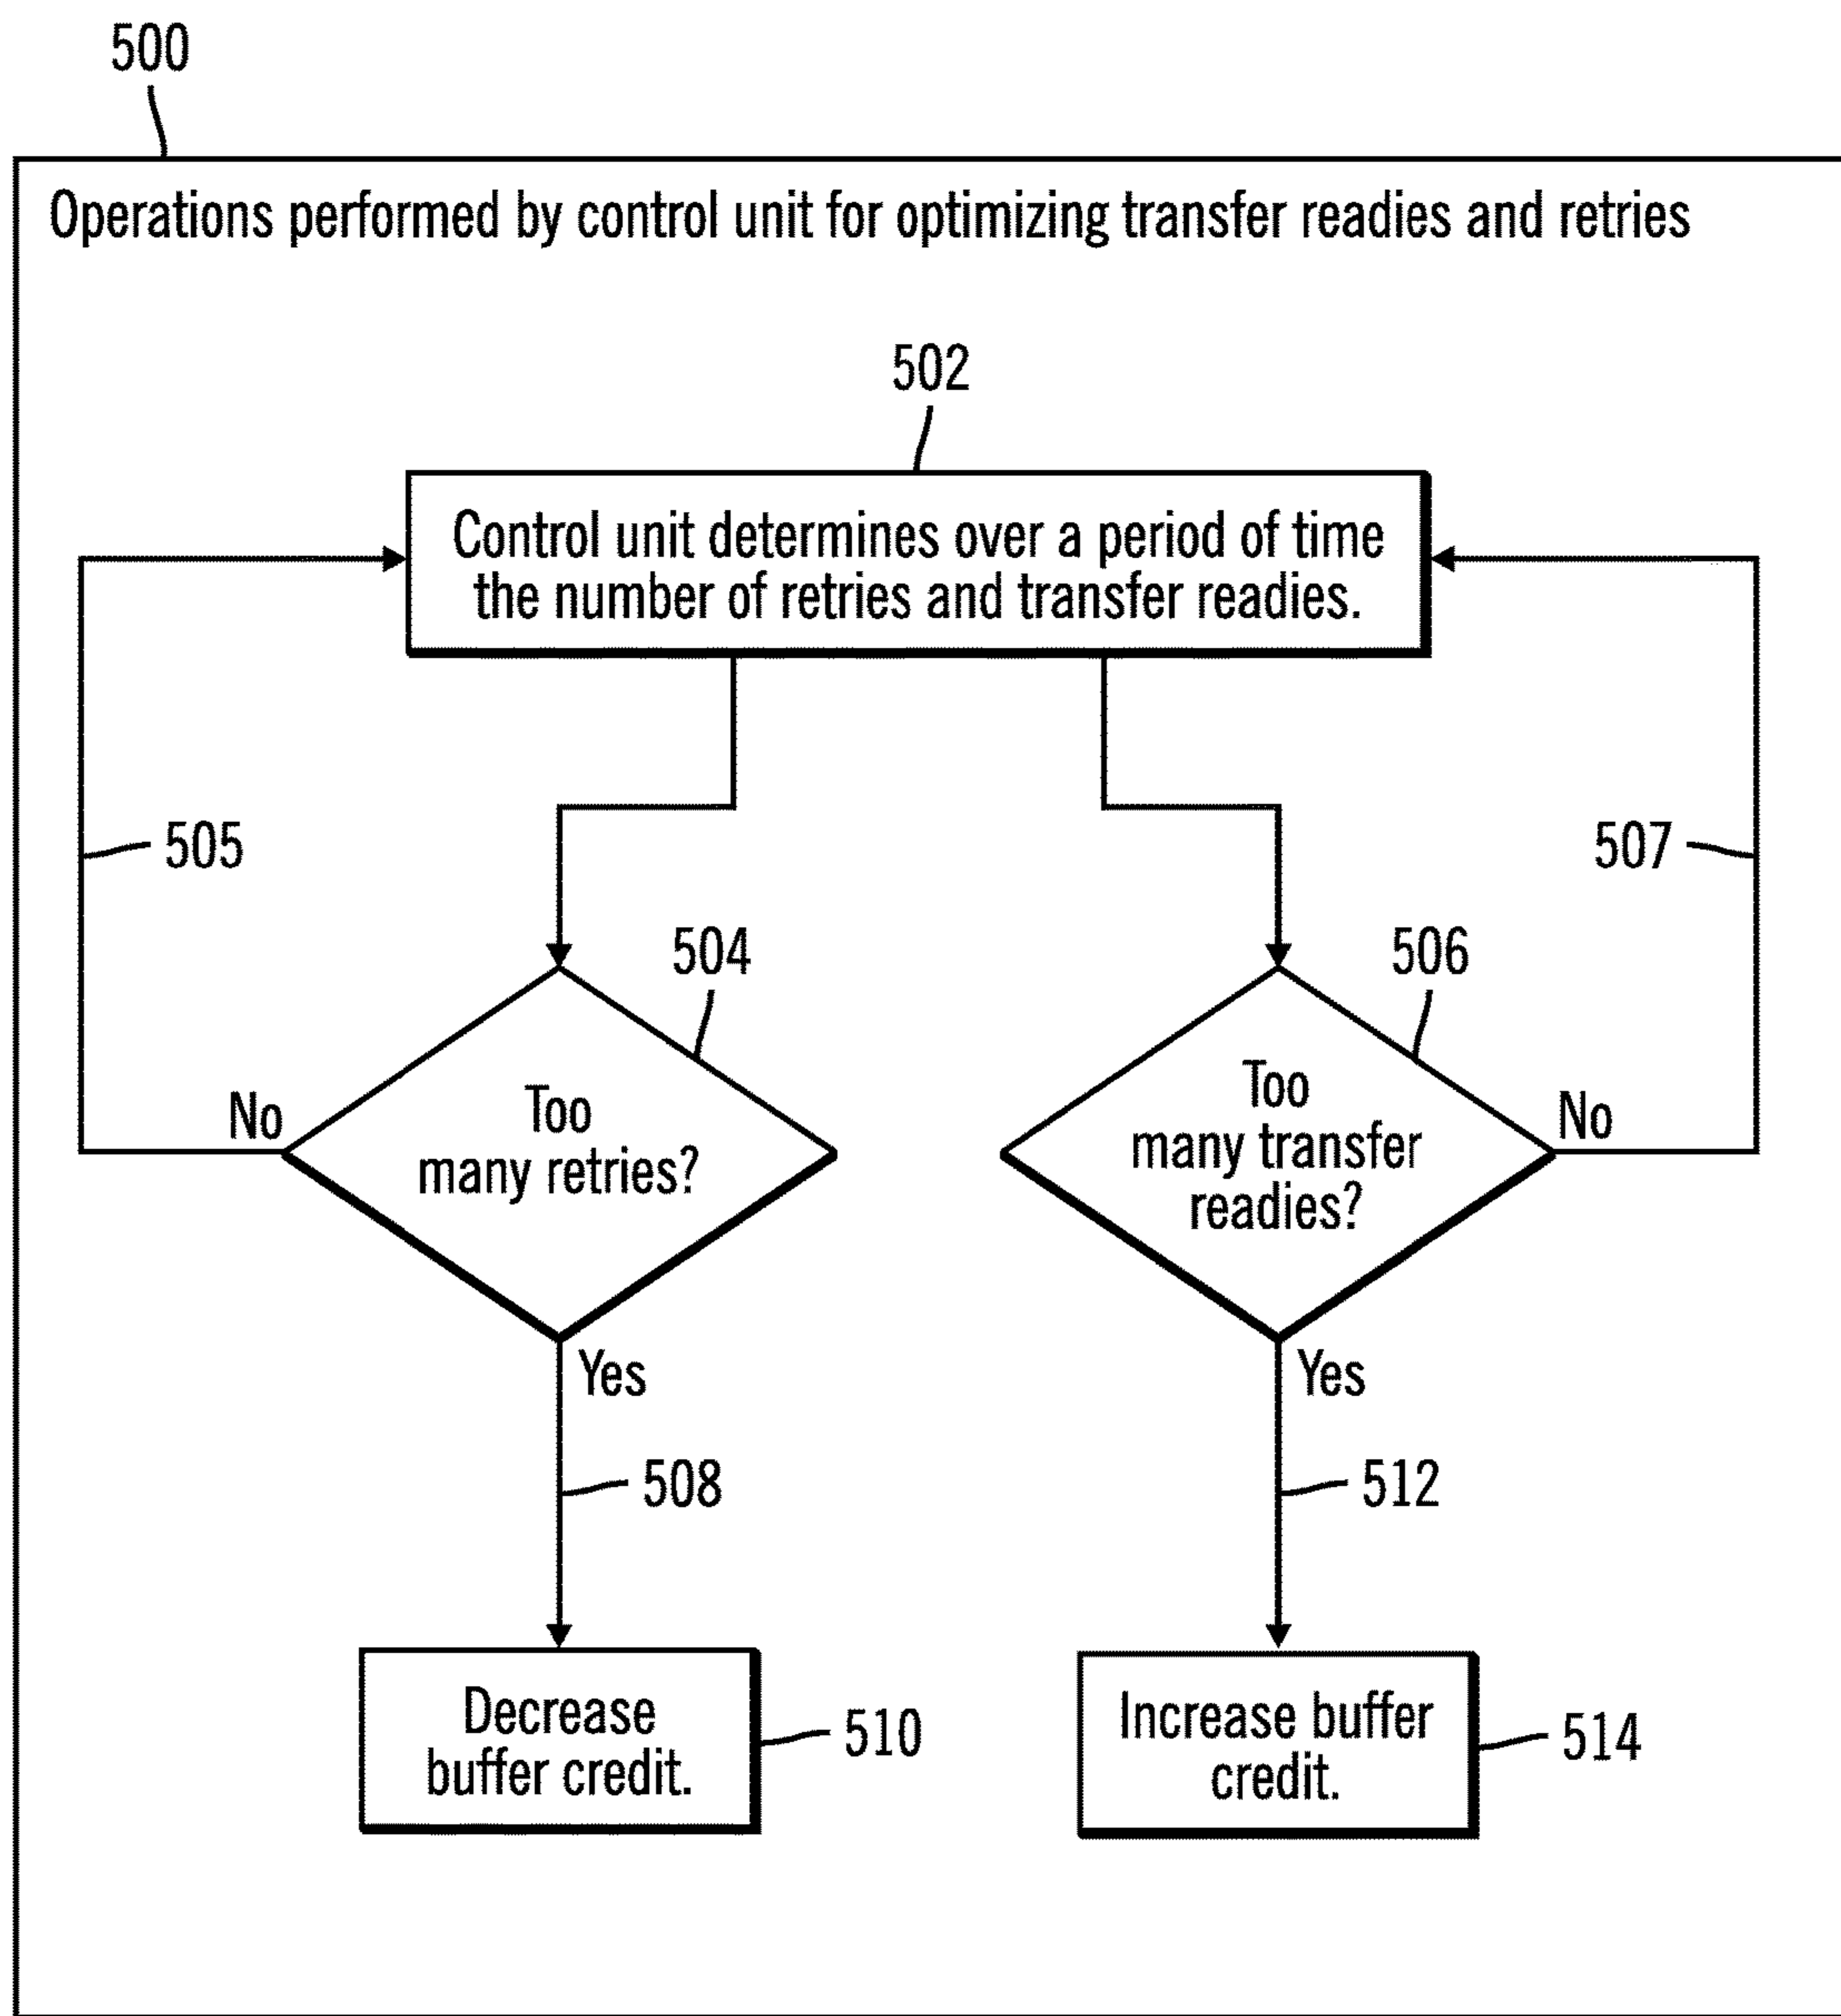 500
Operations performed by control unit for optimizing transfer readies and retries
502
Control unit determines over a period of time
the number of retries and transfer readies.
505
507
504
506
No
Too
many retries?
Too
many transfer
readies?
No
Yes
Yes
508
512
Decrease
buffer credit.
510
Increase buffer
credit.
514